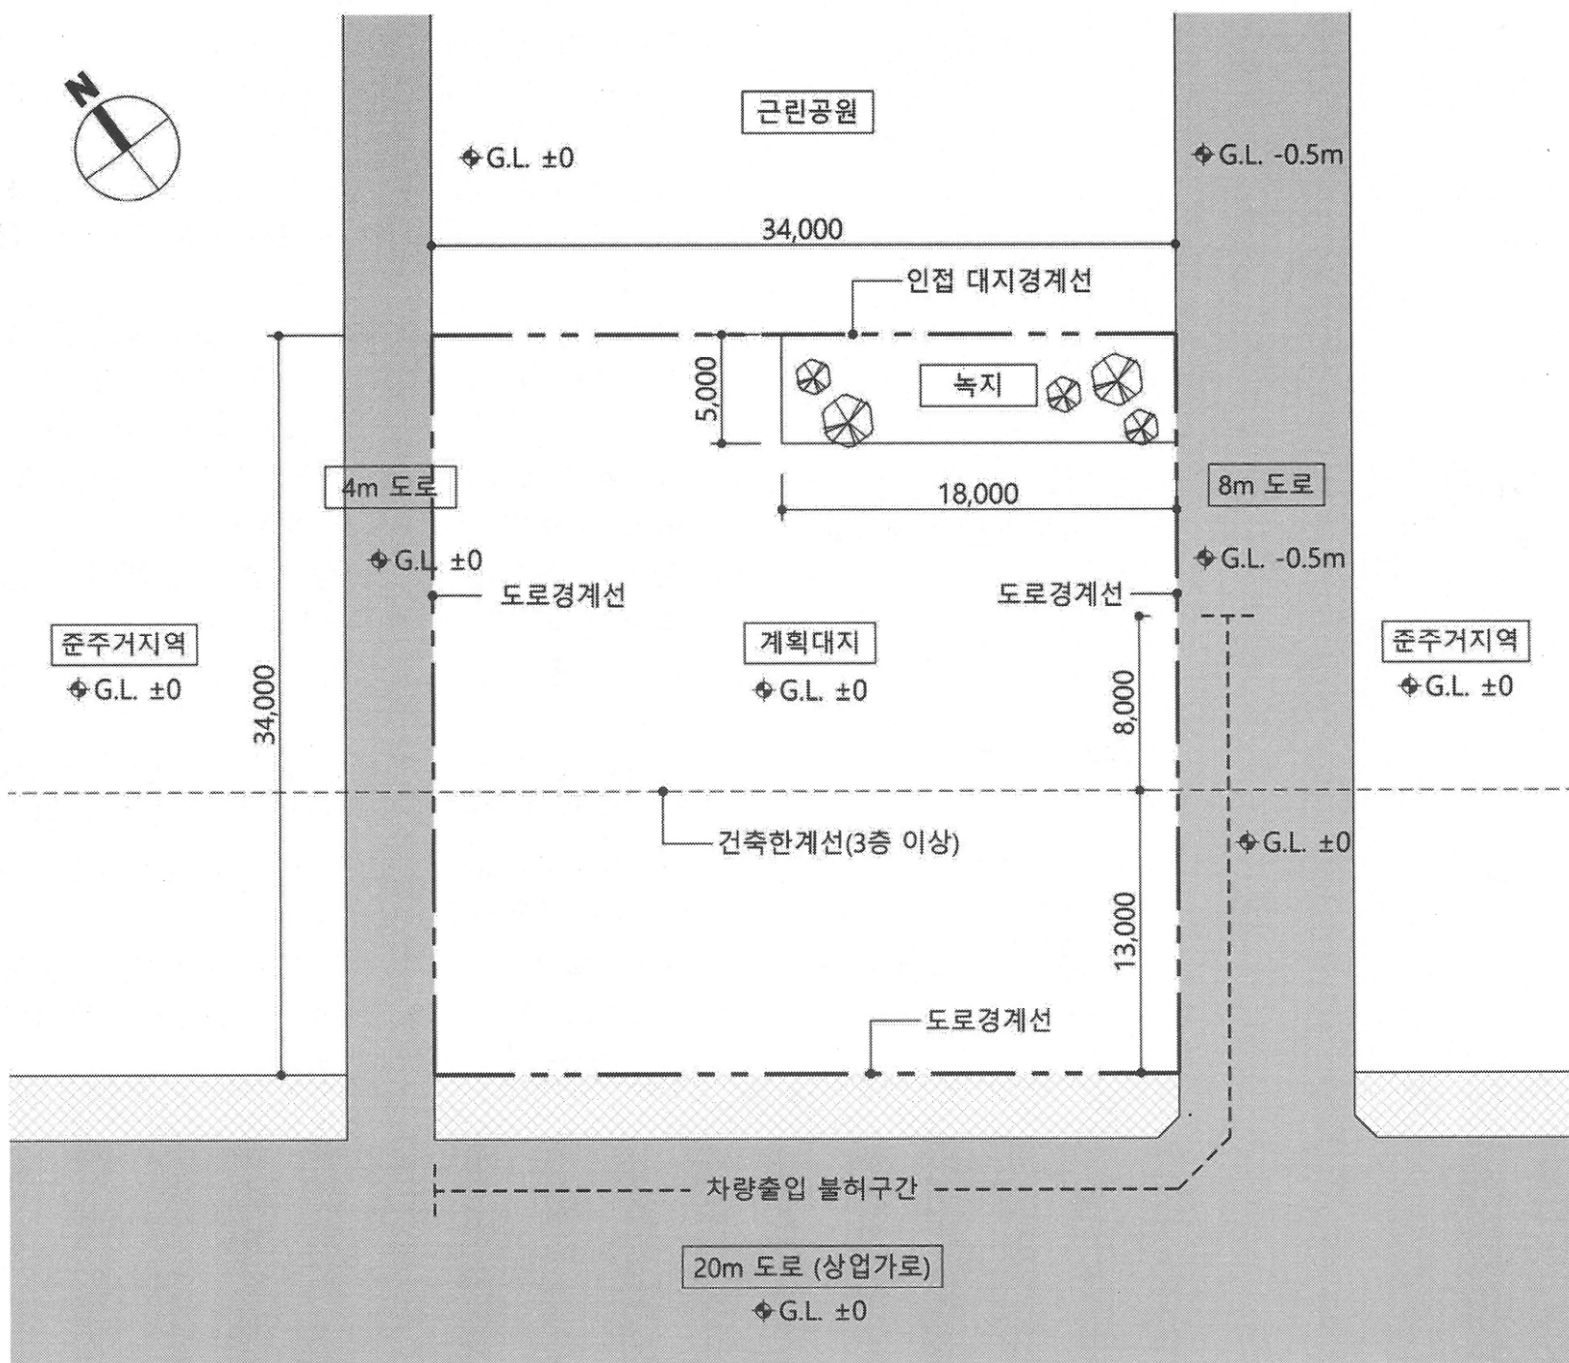 N
근린공원
G.L. ±0
G.L. -0.5m
34,000
인접 대지경계선
5,000
녹지
4m 도로
18,000
8m 도로
G.L. ±0
G.L. -0.5m
도로경계선
도로경계선
준주거지역
G.L. ±0
계획대지
G.L. ±0
준주거지역
G.L. ±0
34,000
8,000
건축한계선(3층 이상)
G.L. ±0
13,000
도로경계선
차량출입 불허구간
20m 도로 (상업가로)
G.L. ±0